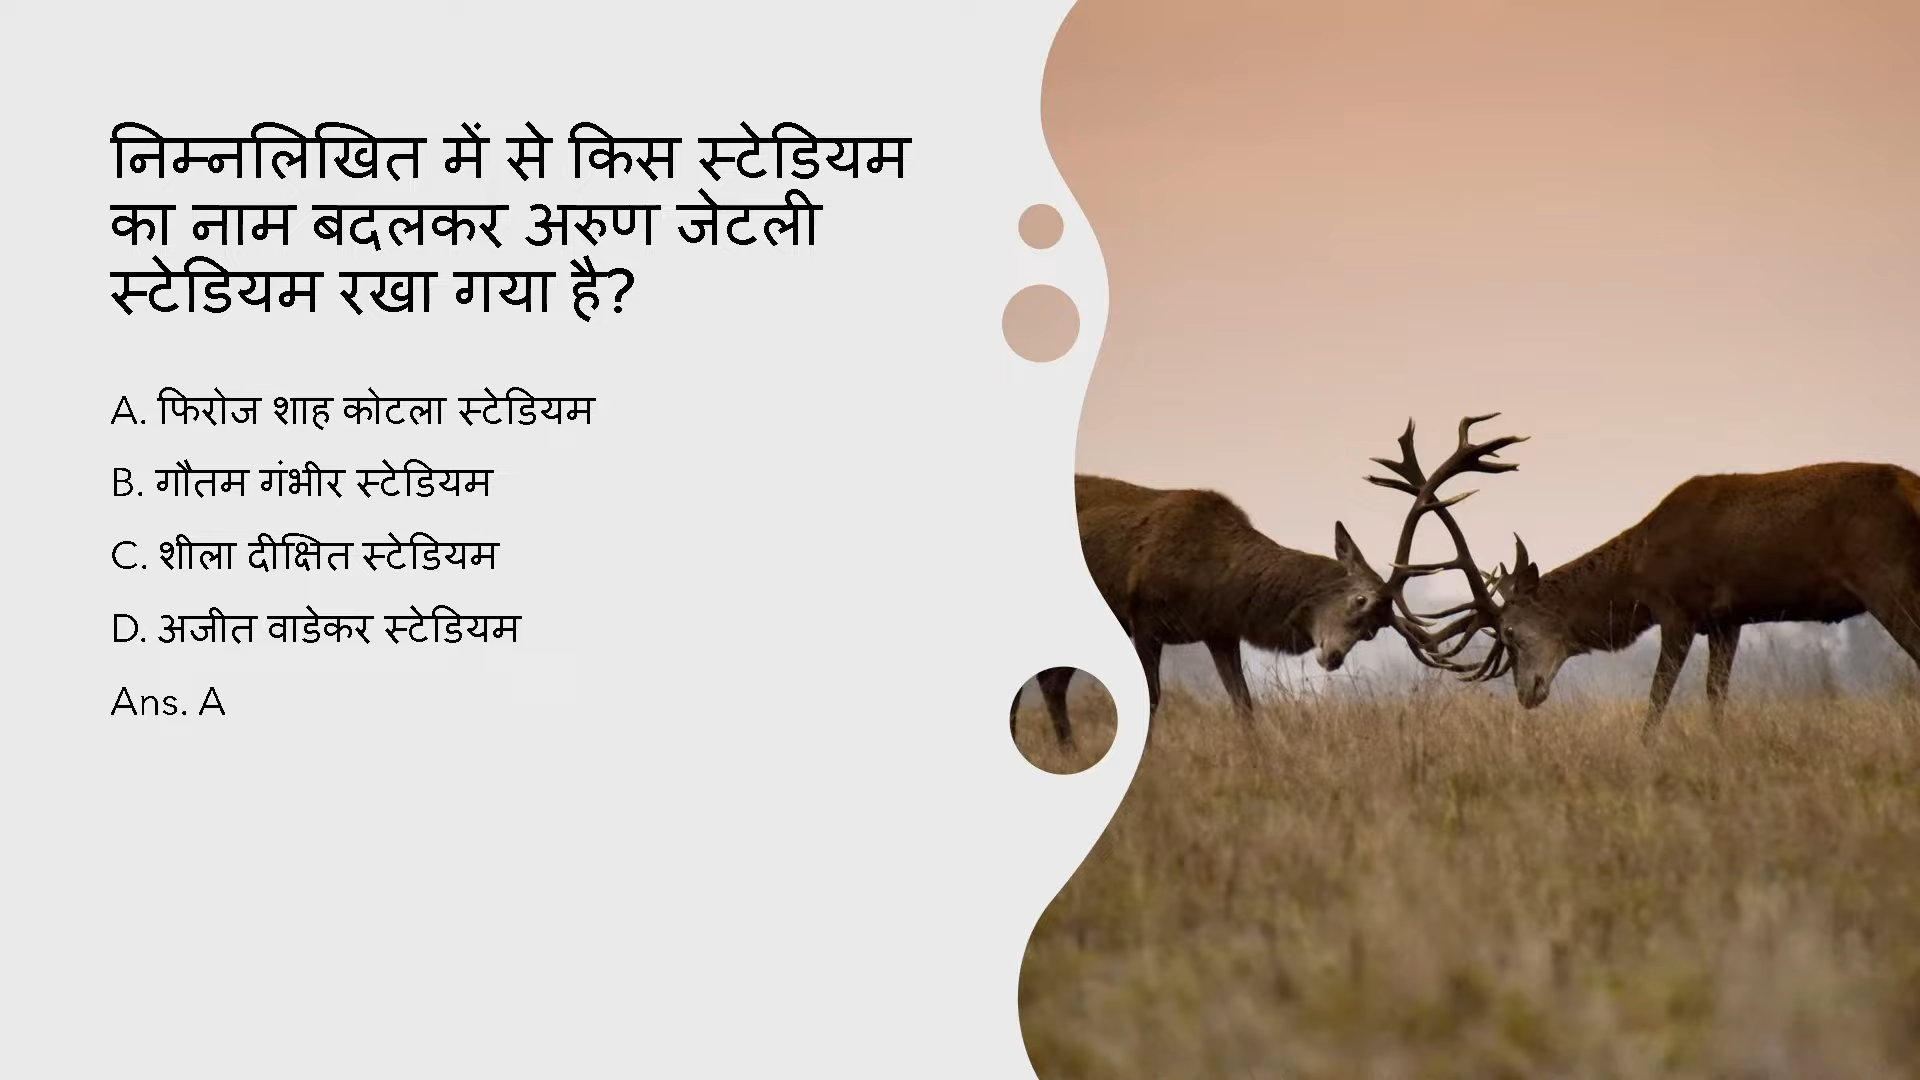 निम्नलिखित में से किस स्टेडियम
का नाम बदलकर अरुण जेटली
स्टेडियम रखा गया है?
A. फिरोज शाह कोटला स्टेडियम
B. गौतम गंभीर स्टेडियम
C. शीला दीक्षित स्टेडियम
D. अजीत वाडेकर स्टेडियम
Ans. A